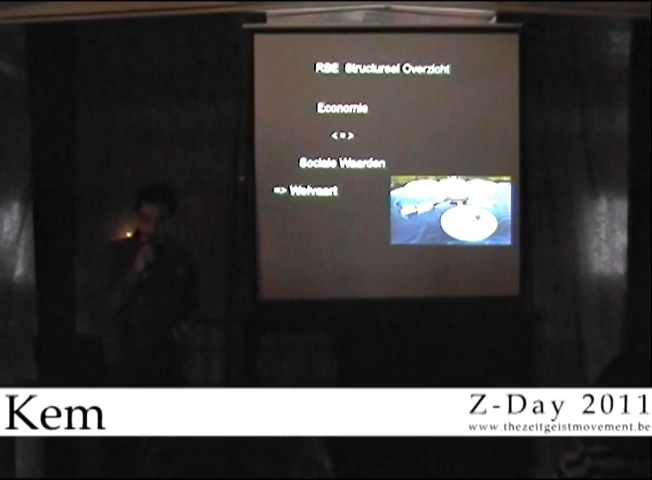 RBE Structureel Overzicht
Economie
<=>
Sociale Waarden
=> Welvaart
Kem
Z-Day 2011
www.thezeitgeistmovement.be